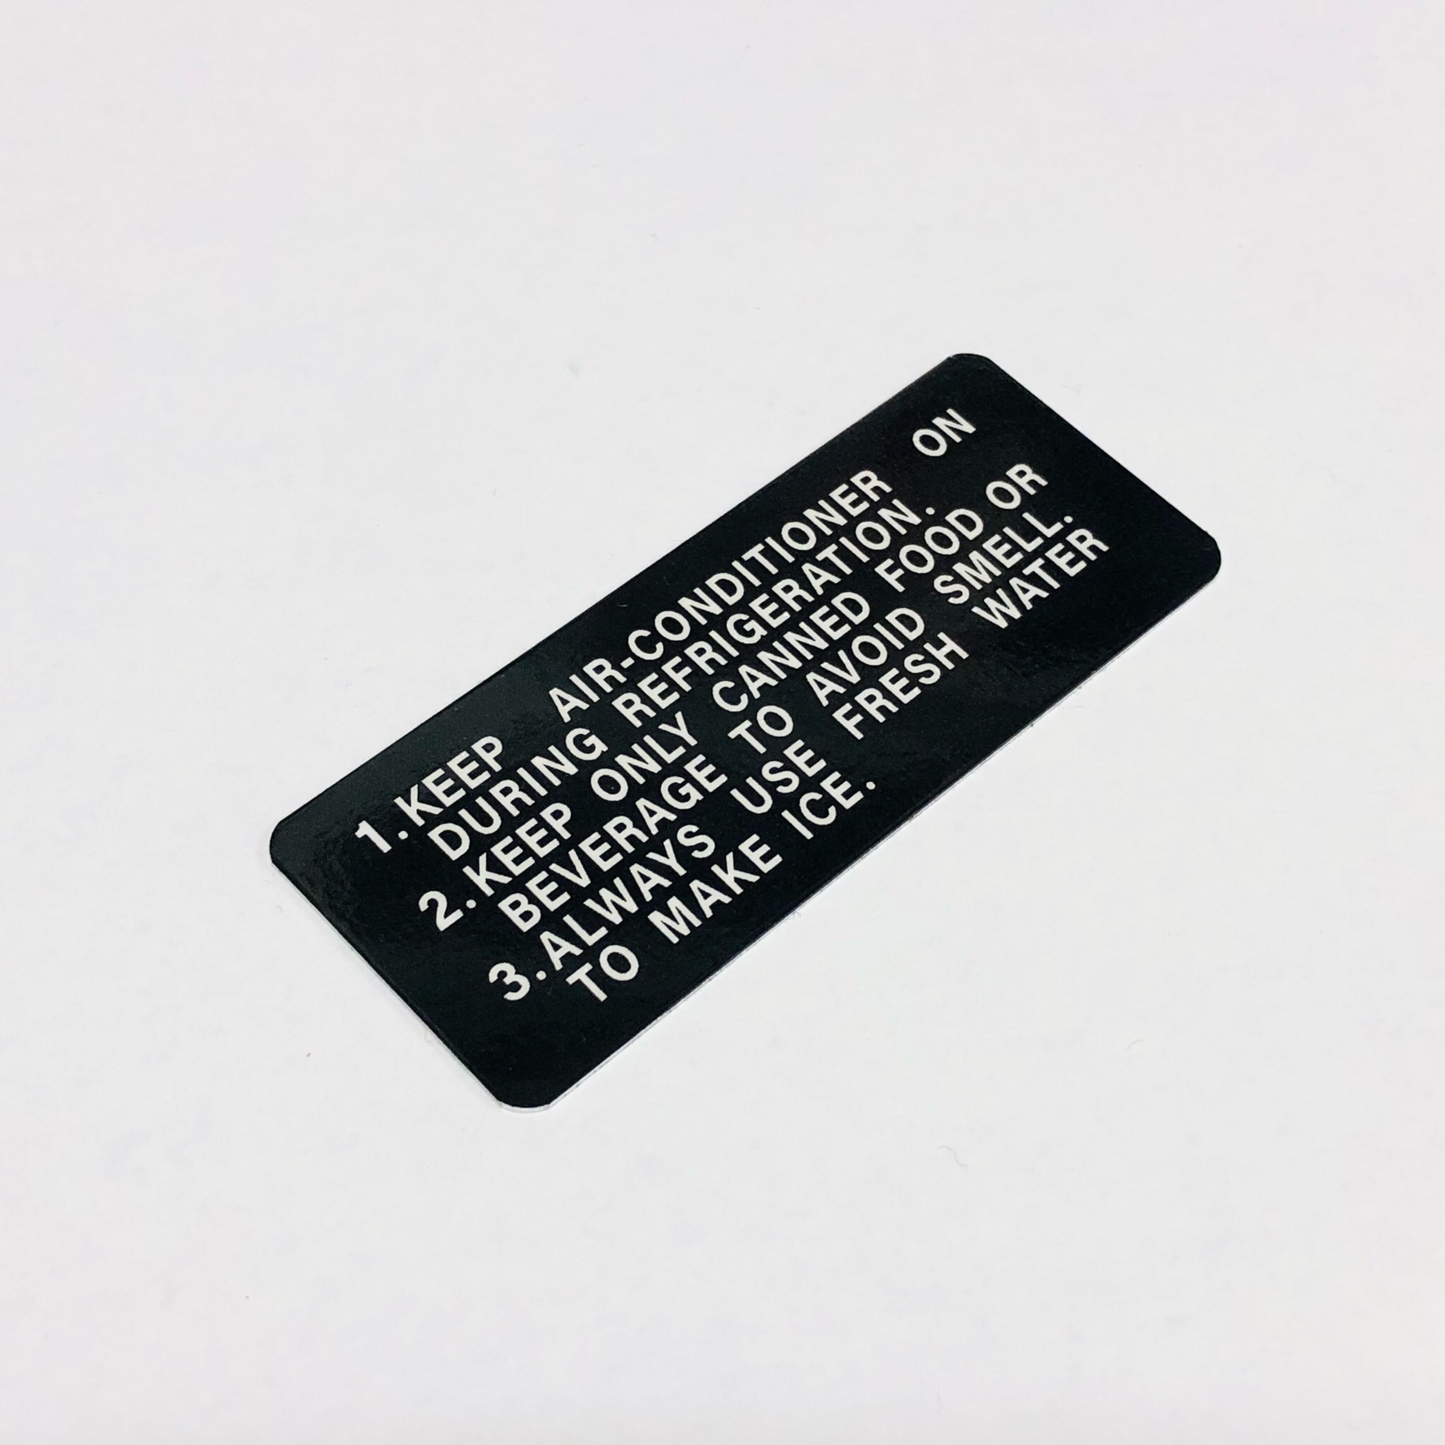 1. KEEP AIR-CONDITIONER ON
DURING REFRIGERATION.
2. KEEP ONLY CANNED FOOD OR
BEVERAGE TO AVOID SMELL.
3. ALWAYS USE FRESH WATER
TO MAKE ICE.